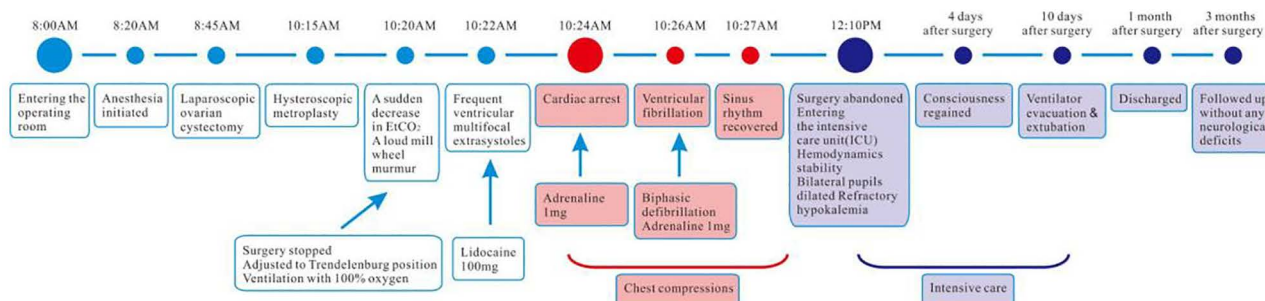 8:00AM
8:20AM
8:45AM
10:15AM
10:20AM
10:22AM
10:24AM
10:26AM
10:27AM
12:10PM
4 days
after surgery
10 days
after surgery
1 month
after surgery
3 months
after surgery
Entering the
operating
room
Anesthesia
initiated
Laparoscopic
ovarian
cystectomy
Hysteroscopic
metroplasty
A sudden
decrease
in EtCO₂
A loud mill
wheel
murmur
Frequent
ventricular
multifocal
extrasystoles
Cardiac arrest
Ventricular
fibrillation
Sinus
rhythm
recovered
Surgery abandoned
Entering
the intensive
care unit(ICU)
Hemodynamics
stability
Bilateral pupils
dilated Refractory
hypokalemia
Consciousness
regained
Ventilator
evacuation &
extubation
Discharged
Followed up
without any
neurological
deficits
Surgery stopped
Adjusted to Trendelenburg position
Ventilation with 100% oxygen
Lidocaine
100mg
Adrenaline
1mg
Biphasic
defibrillation
Adrenaline 1mg
Chest compressions
Intensive care